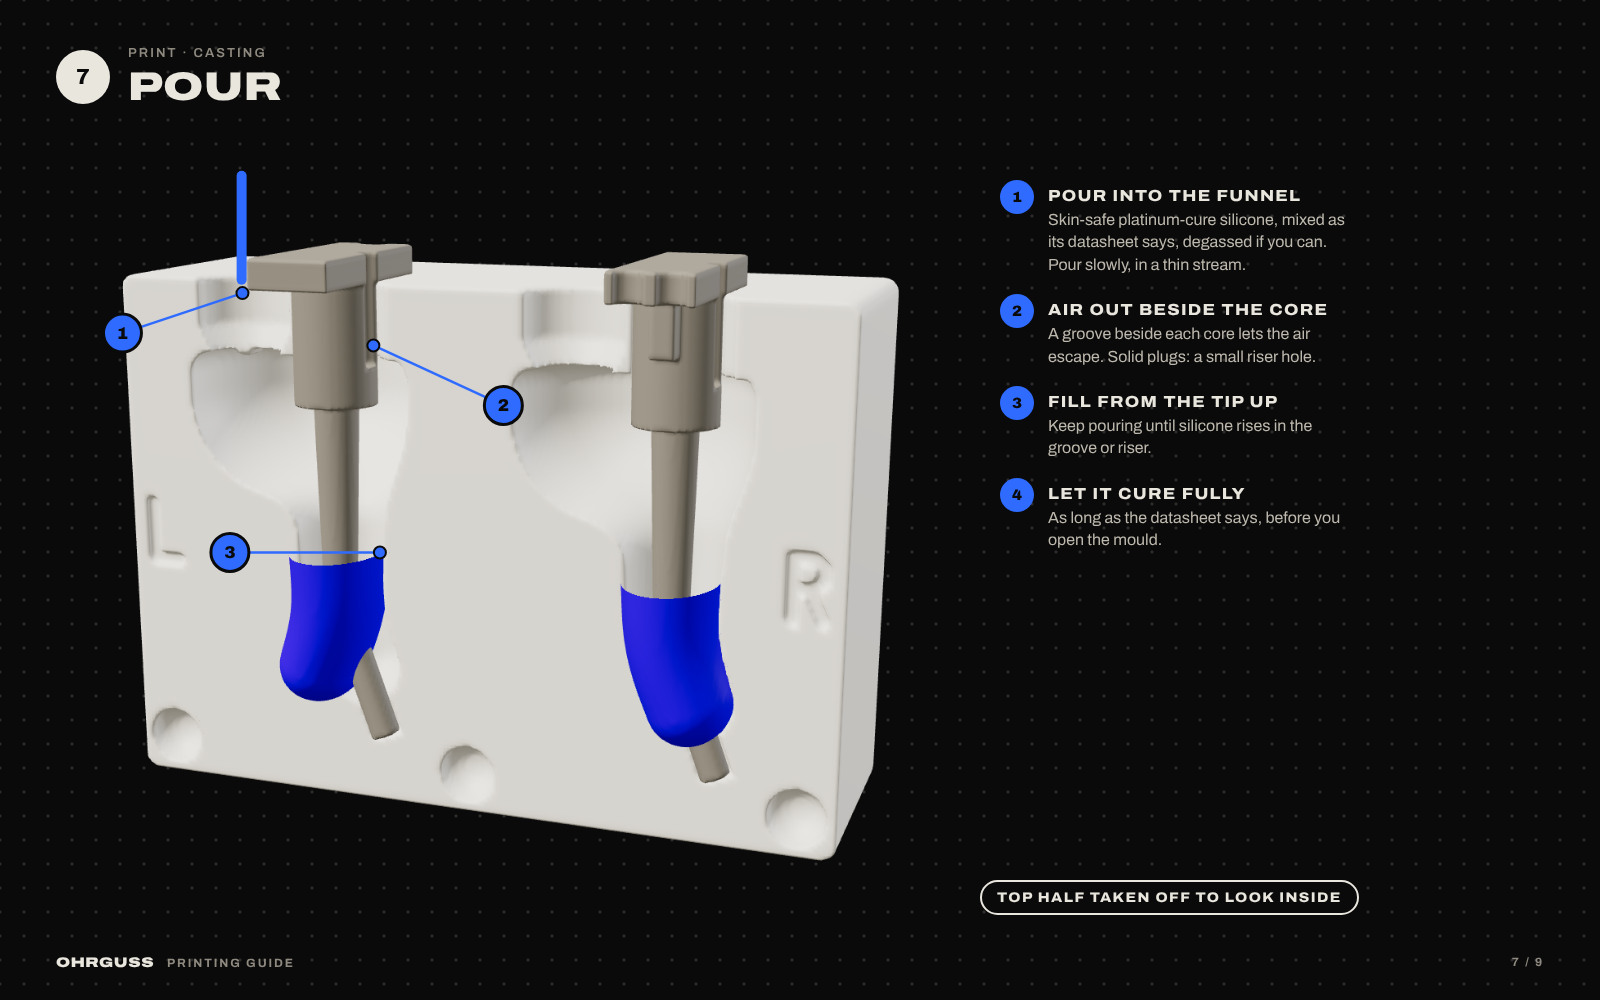 7
PRINT · CASTING
POUR
1
2
3
L
R
1
POUR INTO THE FUNNEL
Skin-safe platinum-cure silicone, mixed as
its datasheet says, degassed if you can.
Pour slowly, in a thin stream.
2
AIR OUT BESIDE THE CORE
A groove beside each core lets the air
escape. Solid plugs: a small riser hole.
3
FILL FROM THE TIP UP
Keep pouring until silicone rises in the
groove or riser.
4
LET IT CURE FULLY
As long as the datasheet says, before you
open the mould.
TOP HALF TAKEN OFF TO LOOK INSIDE
OHRGUSS PRINTING GUIDE
7 / 9